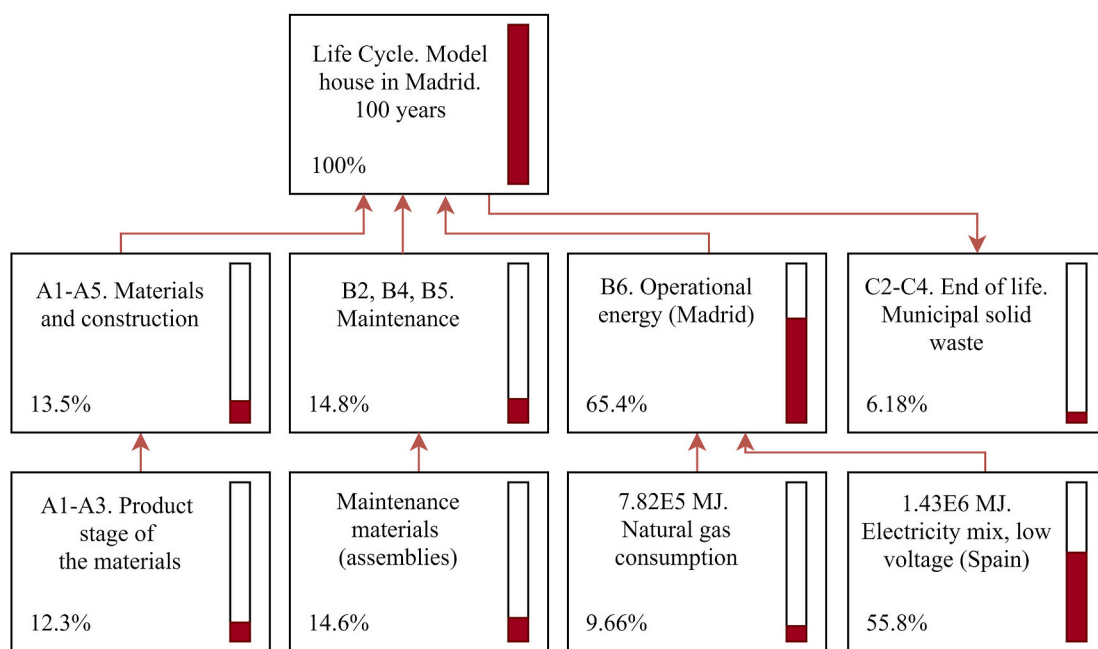 Life Cycle. Model
house in Madrid.
100 years
100%
A1-A5. Materials
and construction
13.5%
B2, B4, B5.
Maintenance
14.8%
B6. Operational
energy (Madrid)
65.4%
C2-C4. End of life.
Municipal solid
waste
6.18%
A1-A3. Product
stage of
the materials
12.3%
Maintenance
materials
(assemblies)
14.6%
7.82E5 MJ.
Natural gas
consumption
9.66%
1.43E6 MJ.
Electricity mix, low
voltage (Spain)
55.8%